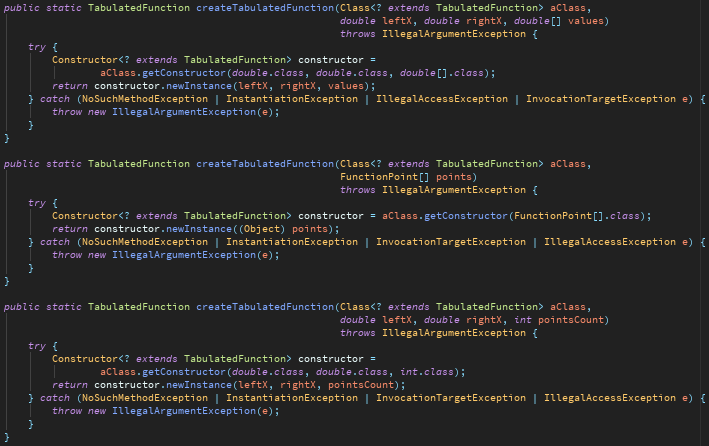 public static TabulatedFunction createTabulatedFunction(Class<? extends TabulatedFunction> aClass,
double leftX, double rightX, double[] values)
throws IllegalArgumentException {
try {
Constructor<? extends TabulatedFunction> constructor =
aClass.getConstructor(double.class, double.class, double[].class);
return constructor.newInstance(leftX, rightX, values);
} catch (NoSuchMethodException | InstantiationException | IllegalAccessException | InvocationTargetException e) {
throw new IllegalArgumentException(e);
}
}
public static TabulatedFunction createTabulatedFunction(Class<? extends TabulatedFunction> aClass,
FunctionPoint[] points)
throws IllegalArgumentException {
try {
Constructor<? extends TabulatedFunction> constructor = aClass.getConstructor(FunctionPoint[].class);
return constructor.newInstance((Object) points);
} catch (NoSuchMethodException | InstantiationException | InvocationTargetException | IllegalAccessException e) {
throw new IllegalArgumentException(e);
}
}
public static TabulatedFunction createTabulatedFunction(Class<? extends TabulatedFunction> aClass,
double leftX, double rightX, int pointsCount)
throws IllegalArgumentException {
try {
Constructor<? extends TabulatedFunction> constructor =
aClass.getConstructor(double.class, double.class, int.class);
return constructor.newInstance(leftX, rightX, pointsCount);
} catch (NoSuchMethodException | InstantiationException | InvocationTargetException | IllegalAccessException e) {
throw new IllegalArgumentException(e);
}
}